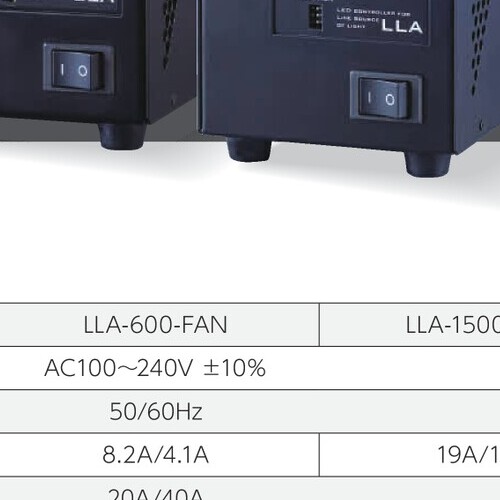 LLA
LED CONTROLLER FOR
LINE SOURCE
OF LIGHT
LLA
I O
I O
LLA-600-FAN
LLA-1500
AC100～240V ±10%
50/60Hz
8.2A/4.1A
19A/1
20A/40A